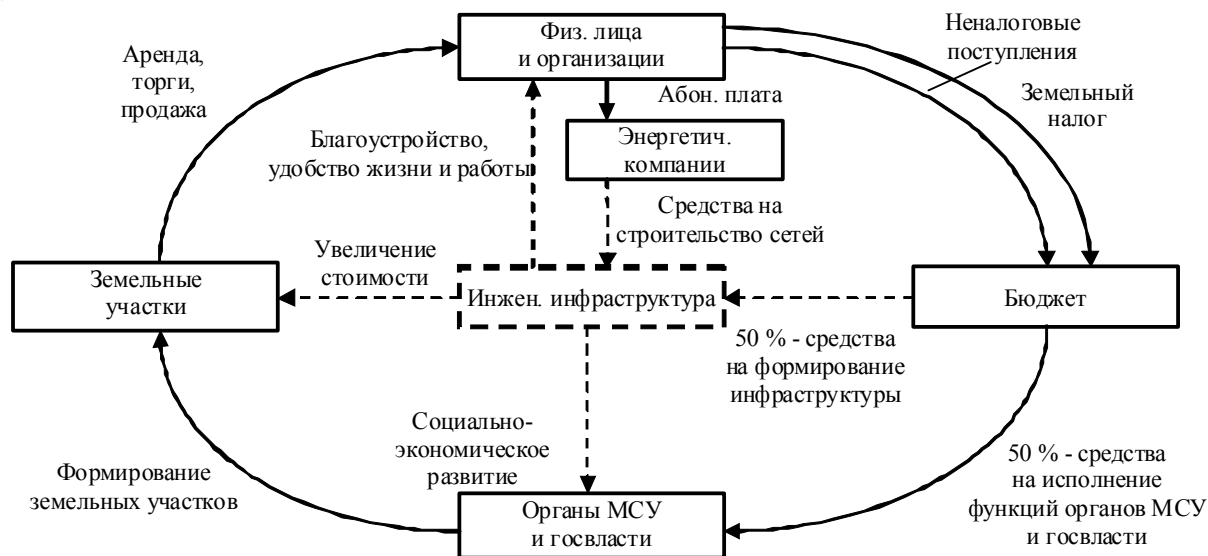 Физ. лица
и организации
Неналоговые
поступления
Аренда,
торги,
продажа
Абон. плата
Земельный
налог
Благоустройство,
удобство жизни и работы
Энергетич.
компании
Средства на
строительство сетей
Увеличение
стоимости
Земельные
участки
Инжен. инфраструктура
Бюджет
50 % - средства
на формирование
инфраструктуры
Социально-
экономическое
развитие
Формирование
земельных участков
50 % - средства
на исполнение
функций органов МСУ
и госвласти
Органы МСУ
и госвласти